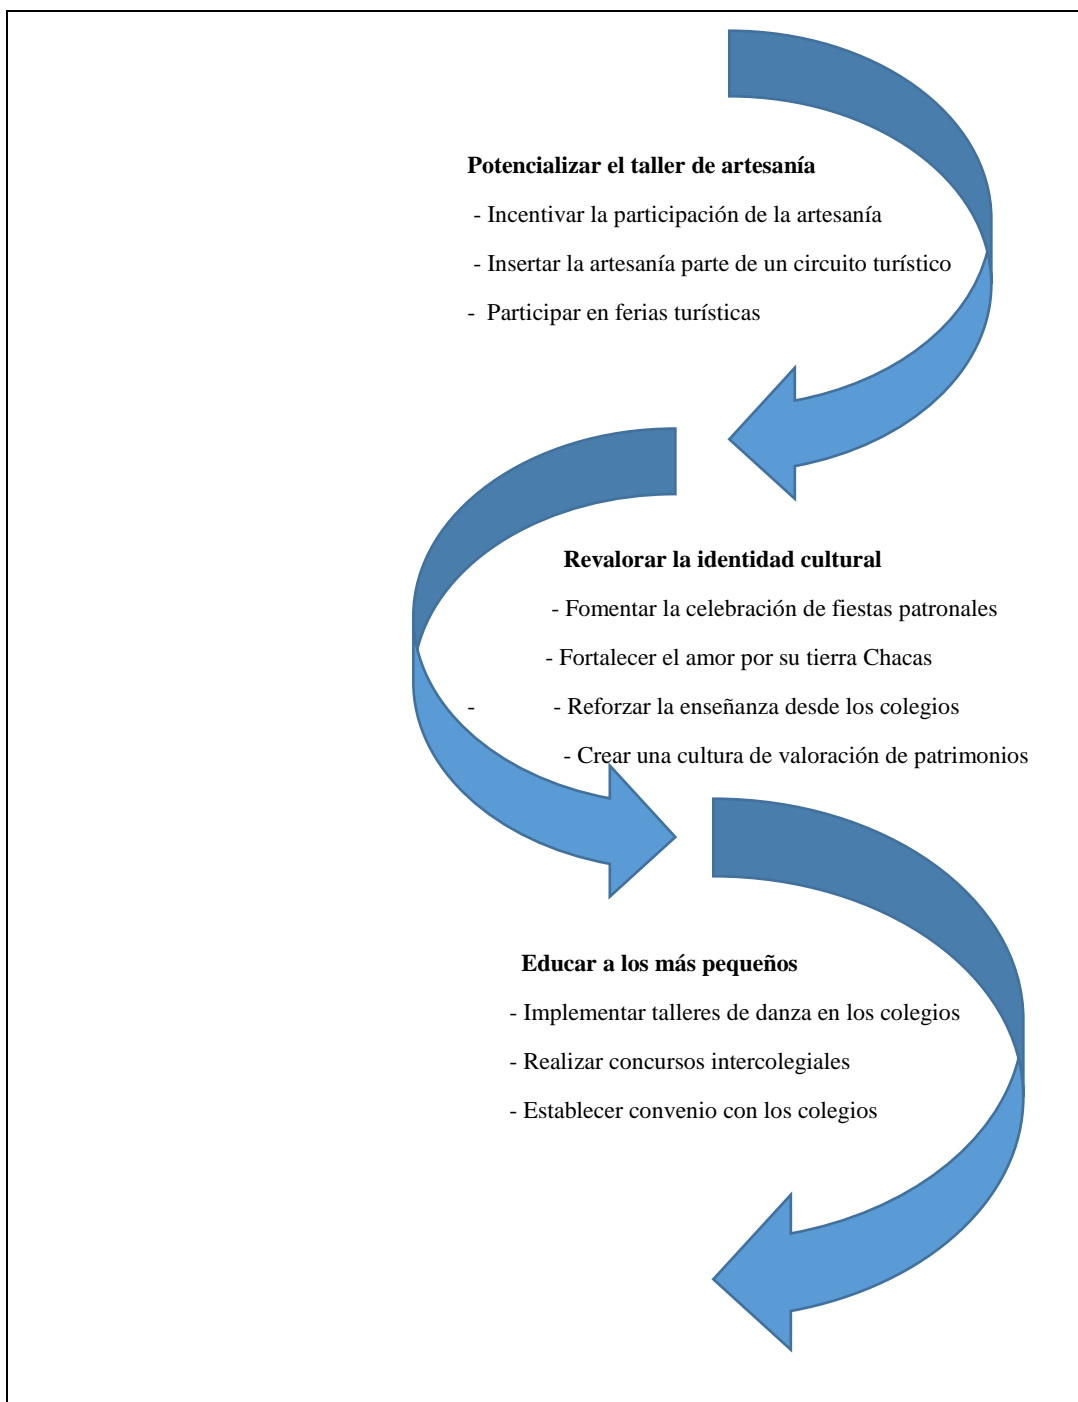 Potencializar el taller de artesanía
- Incentivar la participación de la artesanía
- Insertar la artesanía parte de un circuito turístico
- Participar en ferias turísticas
Revalorar la identidad cultural
- Fomentar la celebración de fiestas patronales
- Fortalecer el amor por su tierra Chacas
- - Reforzar la enseñanza desde los colegios
- Crear una cultura de valoración de patrimonios
Educar a los más pequeños
- Implementar talleres de danza en los colegios
- Realizar concursos intercolegiales
- Establecer convenio con los colegios